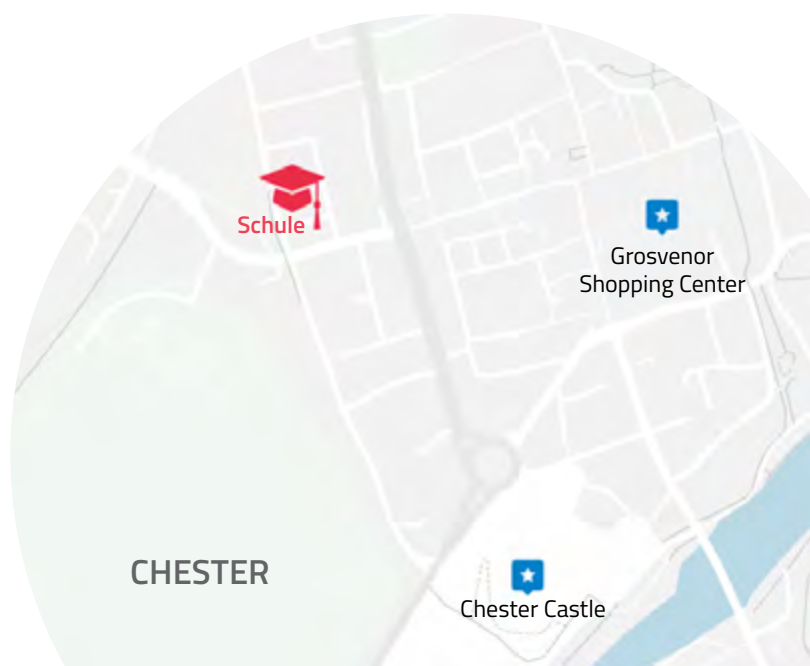 Schule
Grosvenor
Shopping Center
CHESTER
Chester Castle